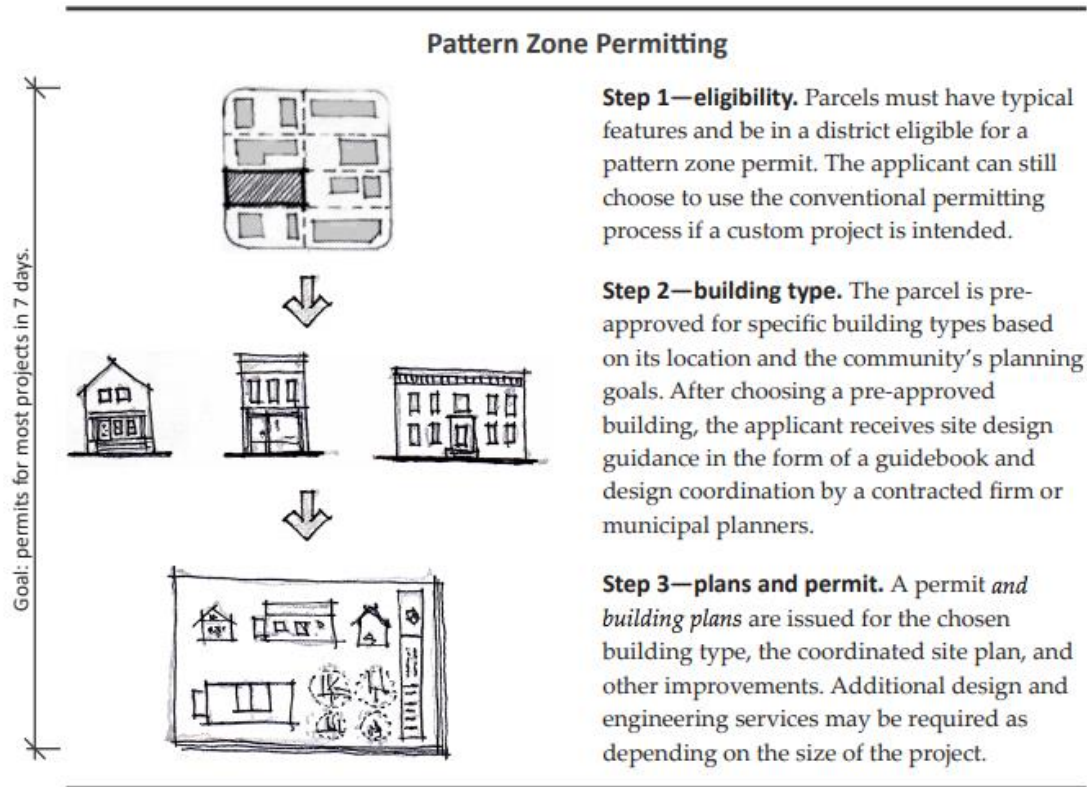 Pattern Zone Permitting
Goal: permits for most projects in 7 days.
Step 1—eligibility. Parcels must have typical
features and be in a district eligible for a
pattern zone permit. The applicant can still
choose to use the conventional permitting
process if a custom project is intended.
Step 2—building type. The parcel is pre-
approved for specific building types based
on its location and the community’s planning
goals. After choosing a pre-approved
building, the applicant receives site design
guidance in the form of a guidebook and
design coordination by a contracted firm or
municipal planners.
Step 3—plans and permit. A permit and
building plans are issued for the chosen
building type, the coordinated site plan, and
other improvements. Additional design and
engineering services may be required as
depending on the size of the project.